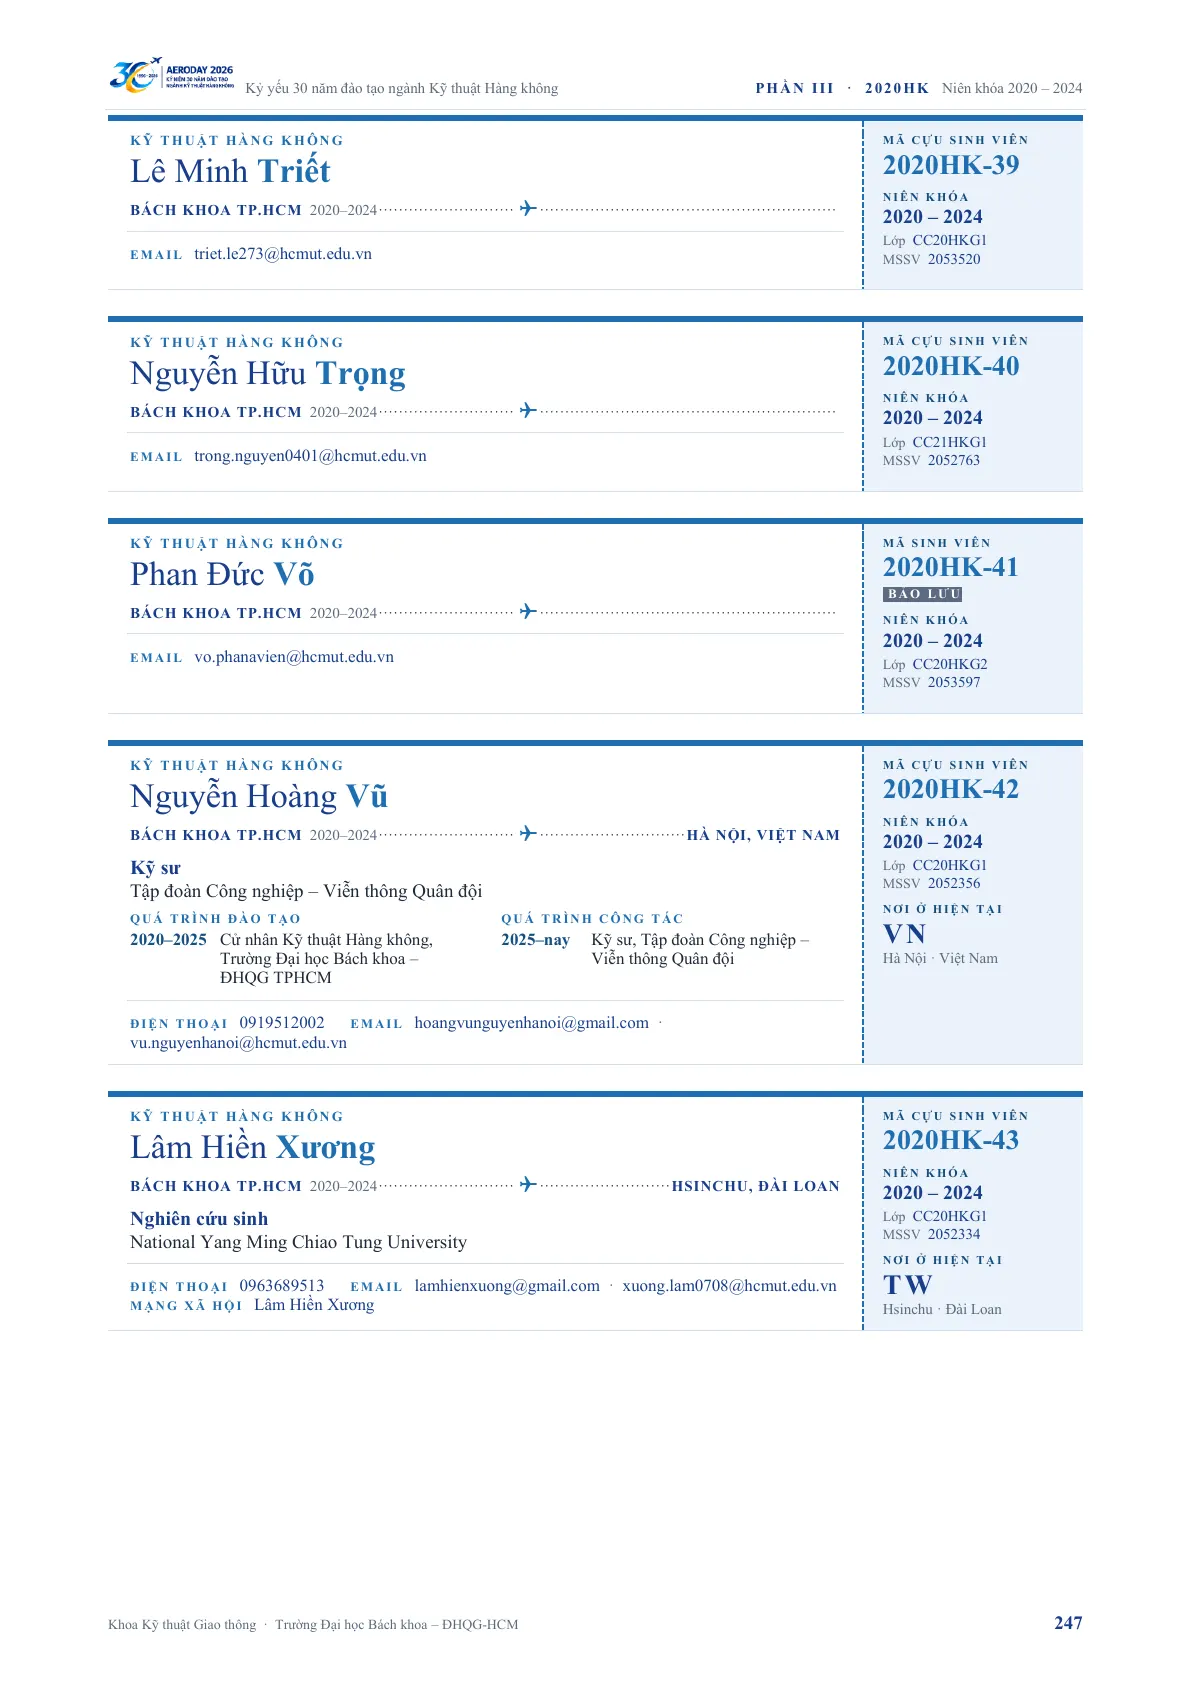 30
1996 - 2026
AERODAY 2026
KỶ NIỆM 30 NĂM ĐÀO TẠO
NGÀNH KỸ THUẬT HÀNG KHÔNG
Kỷ yếu 30 năm đào tạo ngành Kỹ thuật Hàng không
PHẦN III · 2020HK Niên khóa 2020 – 2024
KỸ THUẬT HÀNG KHÔNG
Lê Minh Triết
BÁCH KHOA TP.HCM 2020–2024
EMAIL triet.le273@hcmut.edu.vn
MÃ CỰU SINH VIÊN
2020HK-39
NIÊN KHÓA
2020 – 2024
Lớp CC20HKG1
MSSV 2053520
KỸ THUẬT HÀNG KHÔNG
Nguyễn Hữu Trọng
BÁCH KHOA TP.HCM 2020–2024
EMAIL trong.nguyen0401@hcmut.edu.vn
MÃ CỰU SINH VIÊN
2020HK-40
NIÊN KHÓA
2020 – 2024
Lớp CC21HKG1
MSSV 2052763
KỸ THUẬT HÀNG KHÔNG
Phan Đức Võ
BÁCH KHOA TP.HCM 2020–2024
EMAIL vo.phanavien@hcmut.edu.vn
MÃ SINH VIÊN
2020HK-41
BẢO LƯU
NIÊN KHÓA
2020 – 2024
Lớp CC20HKG2
MSSV 2053597
KỸ THUẬT HÀNG KHÔNG
Nguyễn Hoàng Vũ
BÁCH KHOA TP.HCM 2020–2024 HÀ NỘI, VIỆT NAM
Kỹ sư
Tập đoàn Công nghiệp – Viễn thông Quân đội
QUÁ TRÌNH ĐÀO TẠO
2020–2025 Cử nhân Kỹ thuật Hàng không,
Trường Đại học Bách khoa –
ĐHQG TPHCM
QUÁ TRÌNH CÔNG TÁC
2025–nay Kỹ sư, Tập đoàn Công nghiệp –
Viễn thông Quân đội
ĐIỆN THOẠI 0919512002 EMAIL hoangvunguyenhanoi@gmail.com ·
vu.nguyenhanoi@hcmut.edu.vn
MÃ CỰU SINH VIÊN
2020HK-42
NIÊN KHÓA
2020 – 2024
Lớp CC20HKG1
MSSV 2052356
NƠI Ở HIỆN TẠI
VN
Hà Nội · Việt Nam
KỸ THUẬT HÀNG KHÔNG
Lâm Hiền Xương
BÁCH KHOA TP.HCM 2020–2024 HSINCHU, ĐÀI LOAN
Nghiên cứu sinh
National Yang Ming Chiao Tung University
ĐIỆN THOẠI 0963689513 EMAIL lamhienxuong@gmail.com · xuong.lam0708@hcmut.edu.vn
MẠNG XÃ HỘI Lâm Hiền Xương
MÃ CỰU SINH VIÊN
2020HK-43
NIÊN KHÓA
2020 – 2024
Lớp CC20HKG1
MSSV 2052334
NƠI Ở HIỆN TẠI
TW
Hsinchu · Đài Loan
Khoa Kỹ thuật Giao thông · Trường Đại học Bách khoa – ĐHQG-HCM
247